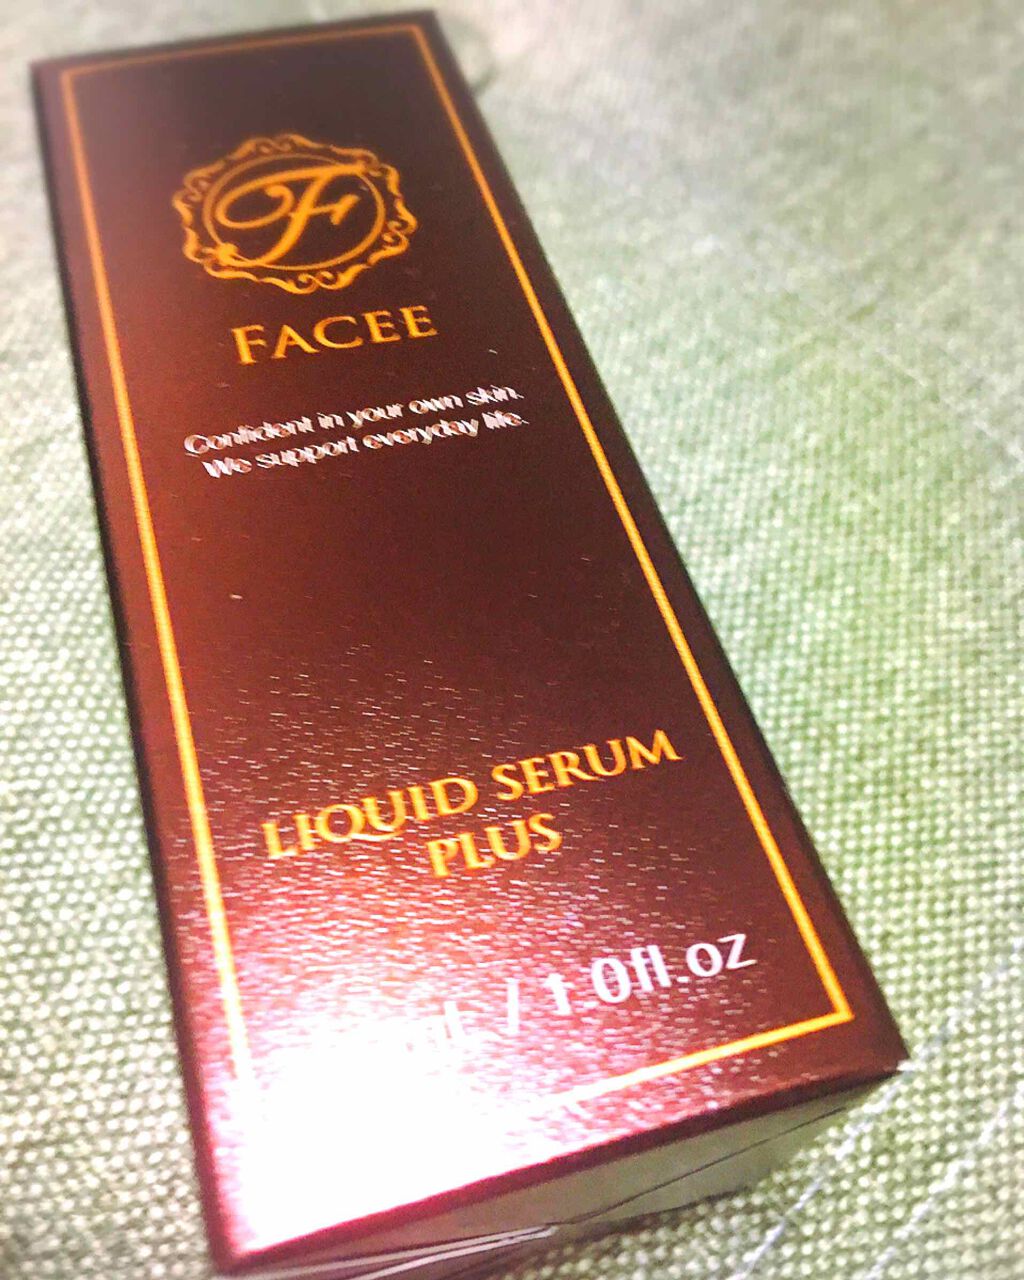 F
FACEE
Confident in your own skin.
We support everyday life.
LIQUID SERUM
PLUS
/ 1.0fl.oz